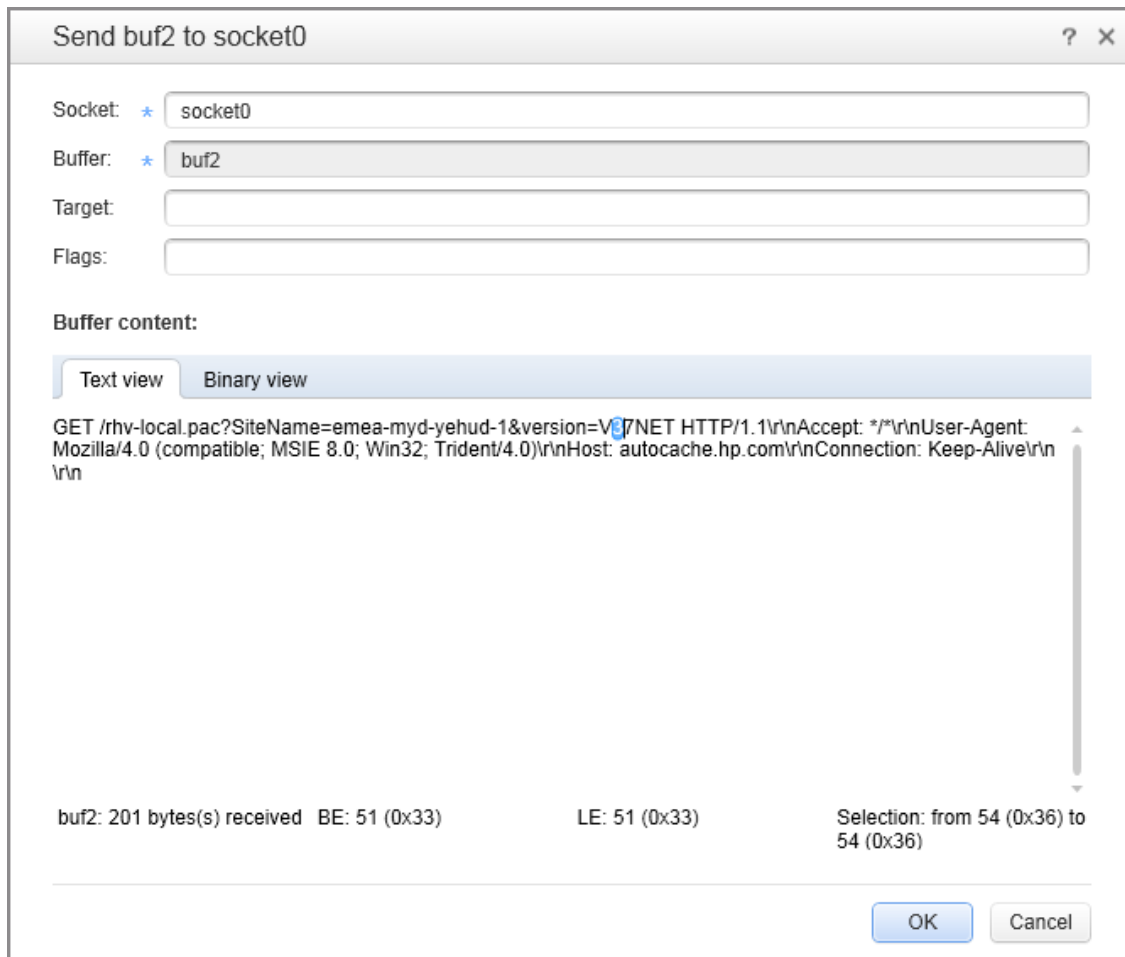 Send buf2 to socket0 ? ×
Socket: * socket0
Buffer: * buf2
Target:
Flags:
Buffer content:
Text view Binary view
GET /rhv-local.pac?SiteName=emea-myd-yehud-1&version=V37NET HTTP/1.1\r\nAccept: */*\r\nUser-Agent:
Mozilla/4.0 (compatible; MSIE 8.0; Win32; Trident/4.0)\r\nHost: autocache.hp.com\r\nConnection: Keep-Alive\r\n
\r\n
buf2: 201 bytes(s) received BE: 51 (0x33) LE: 51 (0x33) Selection: from 54 (0x36) to
54 (0x36)
OK Cancel